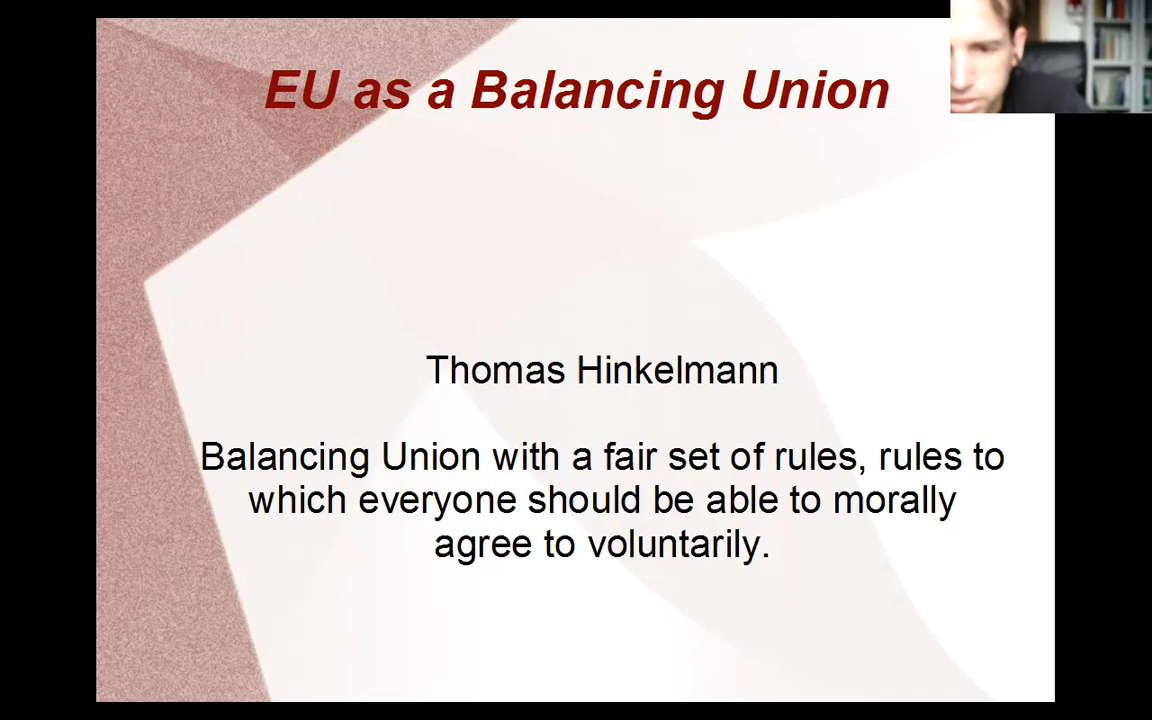 EU as a Balancing Union
Thomas Hinkelmann
Balancing Union with a fair set of rules, rules to
which everyone should be able to morally
agree to voluntarily.